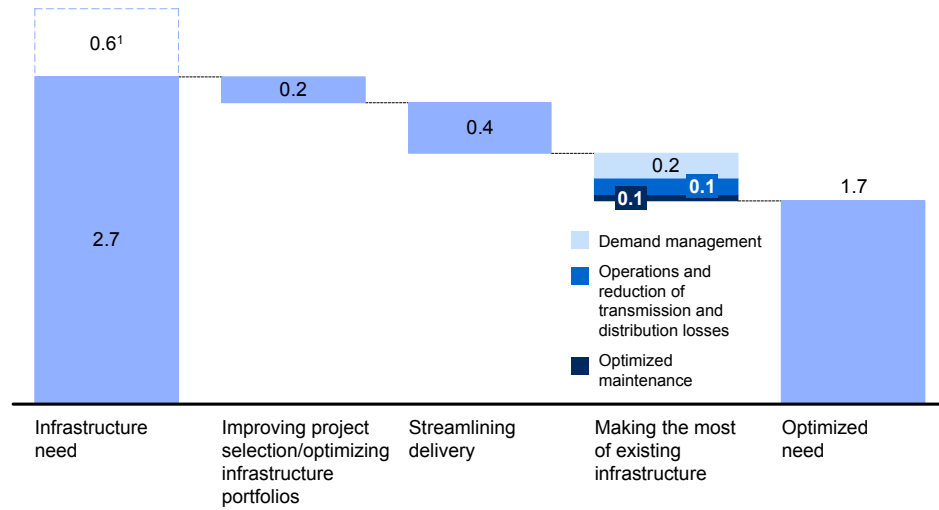 0.6¹
0.2
0.4
0.2
0.1
0.1
1.7
2.7
Demand management
Operations and
reduction of
transmission and
distribution losses
Optimized
maintenance
Infrastructure
need
Improving project
selection/optimizing
infrastructure
portfolios
Streamlining
delivery
Making the most
of existing
infrastructure
Optimized
need